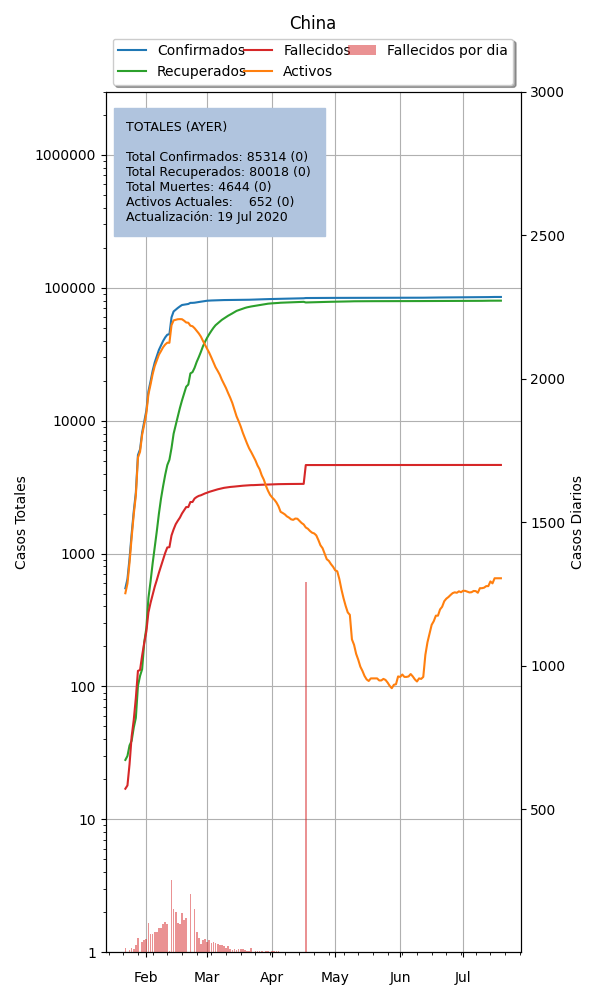 China
Confirmados
Fallecidos
Fallecidos por dia
Recuperados
Activos
TOTALES (AYER)
Total Confirmados: 85314 (0)
Total Recuperados: 80018 (0)
Total Muertes: 4644 (0)
Activos Actuales:    652 (0)
Actualización: 19 Jul 2020
Casos Totales
1000000
100000
10000
1000
100
10
1
Casos Diarios
3000
2500
2000
1500
1000
500
Feb
Mar
Apr
May
Jun
Jul